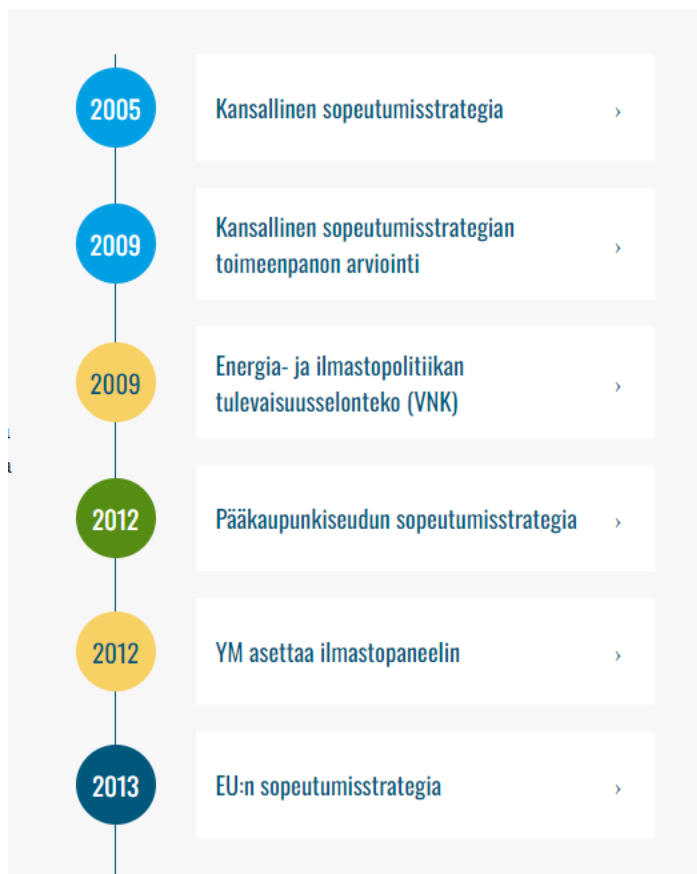 2005
Kansallinen sopeutumisstrategia
2009
Kansallinen sopeutumisstrategian
toimeenpanon arviointi
2009
Energia- ja ilmastopolitiikan
tulevaisuusselonteko (VNK)
2012
Pääkaupunkiseudun sopeutumisstrategia
2012
YM asettaa ilmastopaneelin
2013
EU:n sopeutumisstrategia